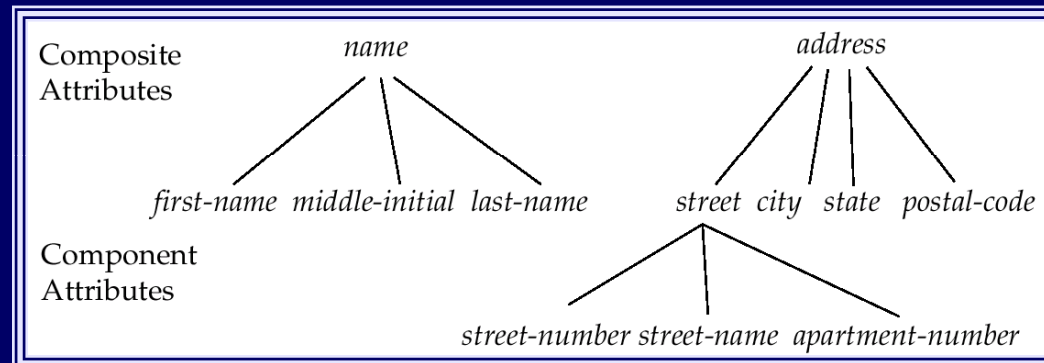 Composite
Attributes
name
address
first-name middle-initial last-name
street city state postal-code
Component
Attributes
street-number street-name apartment-number